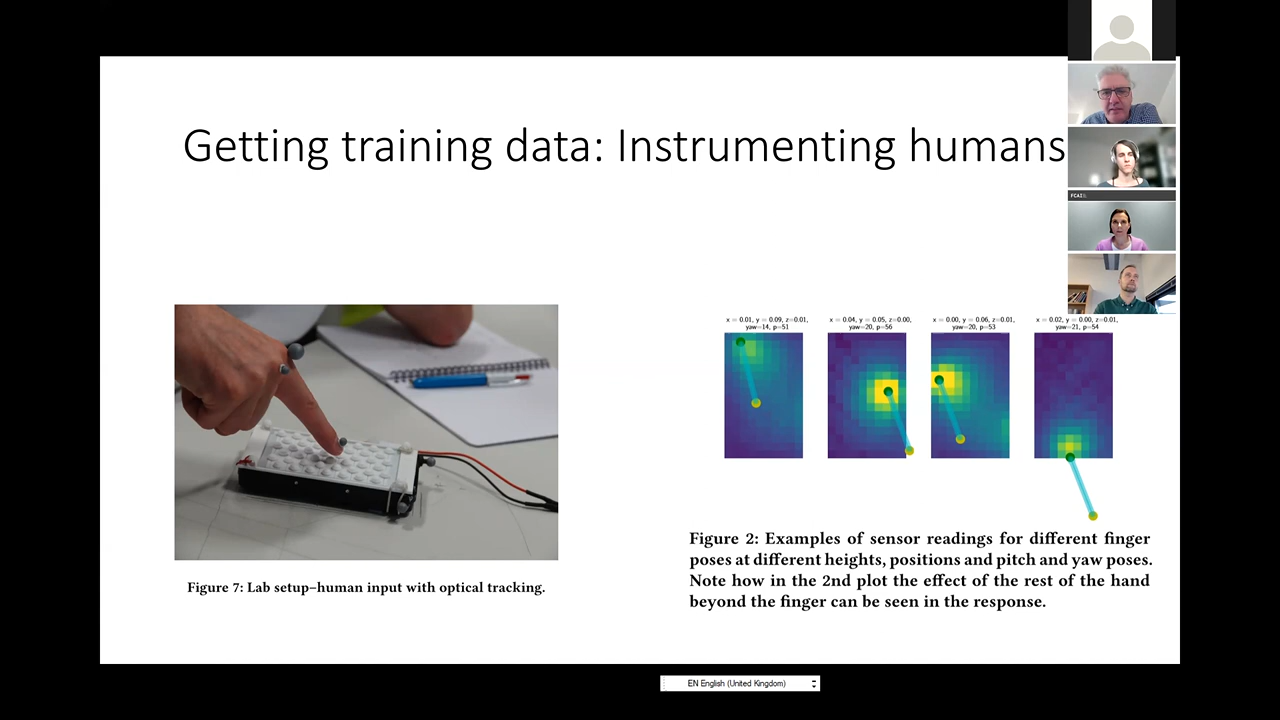 Getting training data: Instrumenting humans
FCAI
x = 0.01, y = 0.09, z=0.01,
yaw=14, p=51
x = 0.04, y = 0.05, z=0.00,
yaw=20, p=56
x = 0.00, y = 0.06, z=0.01,
yaw=20, p=53
x = 0.02, y = 0.00, z=0.01,
yaw=21, p=54
Figure 7: Lab setup–human input with optical tracking.
Figure 2: Examples of sensor readings for different finger
poses at different heights, positions and pitch and yaw poses.
Note how in the 2nd plot the effect of the rest of the hand
beyond the finger can be seen in the response.
EN English (United Kingdom)